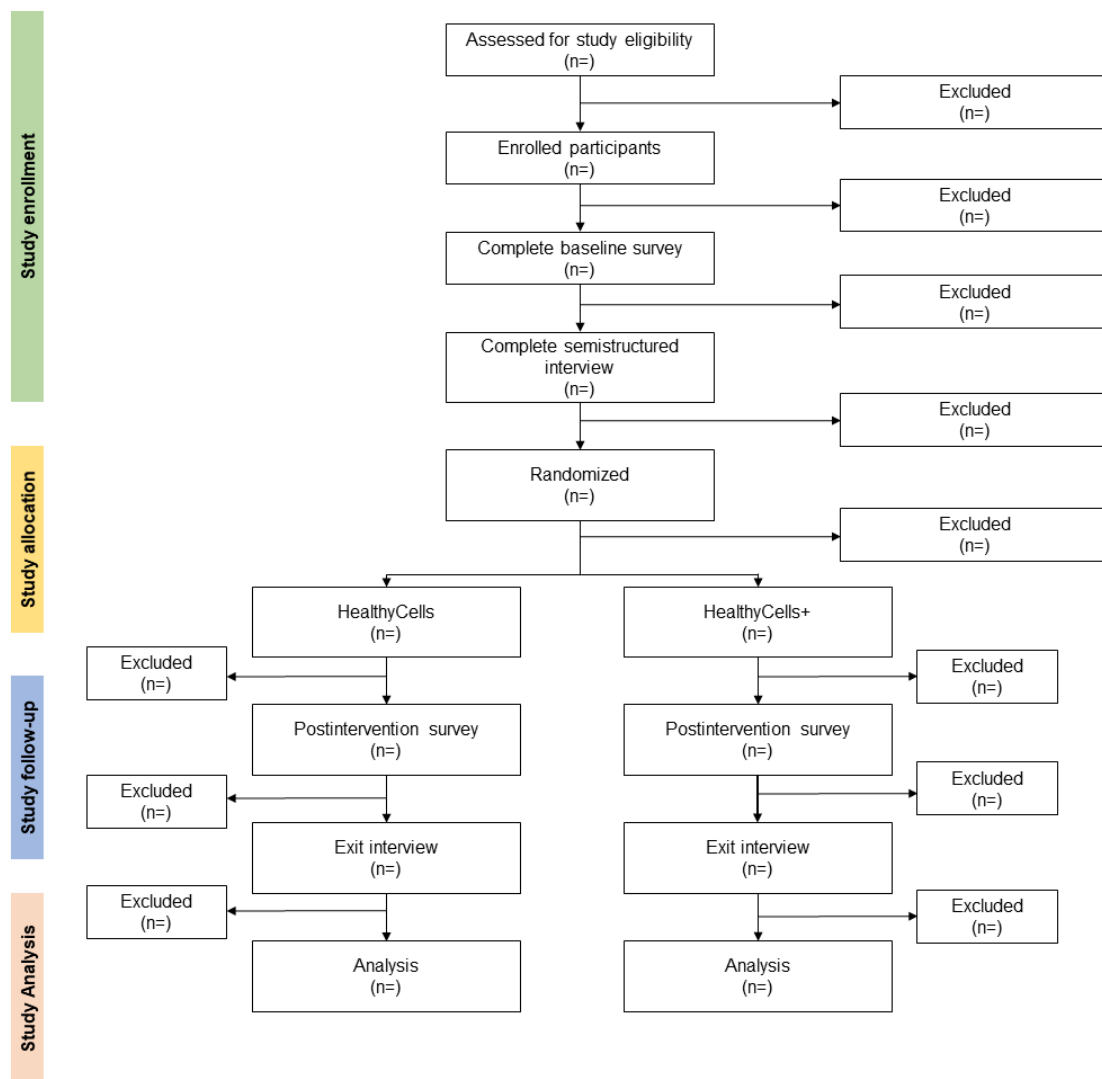 Study enrollment
Assessed for study eligibility
(n=)
Excluded
(n=)
Enrolled participants
(n=)
Excluded
(n=)
Complete baseline survey
(n=)
Excluded
(n=)
Complete semistructured
interview
(n=)
Excluded
(n=)
Study allocation
Randomized
(n=)
Excluded
(n=)
HealthyCells
(n=)
HealthyCells+
(n=)
Study follow-up
Excluded
(n=)
Excluded
(n=)
Postintervention survey
(n=)
Postintervention survey
(n=)
Excluded
(n=)
Excluded
(n=)
Exit interview
(n=)
Exit interview
(n=)
Study Analysis
Excluded
(n=)
Excluded
(n=)
Analysis
(n=)
Analysis
(n=)